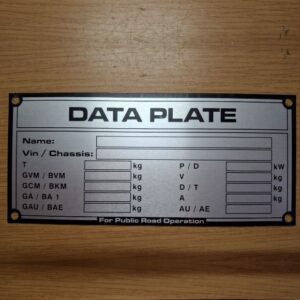 DATA PLATE
Name:
Vin / Chassis:
T kg P / D kW
GVM / BVM kg V kg
GCM / BKM kg D / T kg
GA / BA 1 kg A kg
GAU / BAE kg AU / AE kg
For Public Road Operation